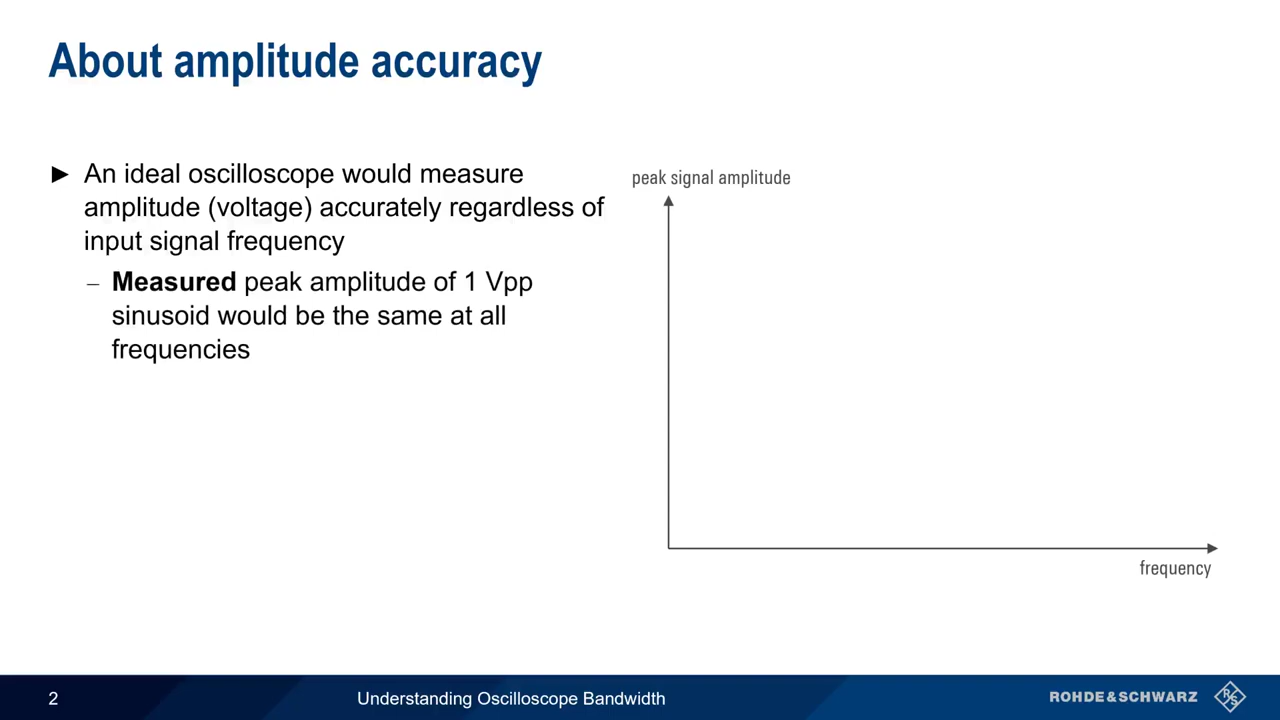 About amplitude accuracy
► An ideal oscilloscope would measure
amplitude (voltage) accurately regardless of
input signal frequency
– Measured peak amplitude of 1 Vpp
sinusoid would be the same at all
frequencies
peak signal amplitude
frequency
2
Understanding Oscilloscope Bandwidth
ROHDE&SCHWARZ
R&S